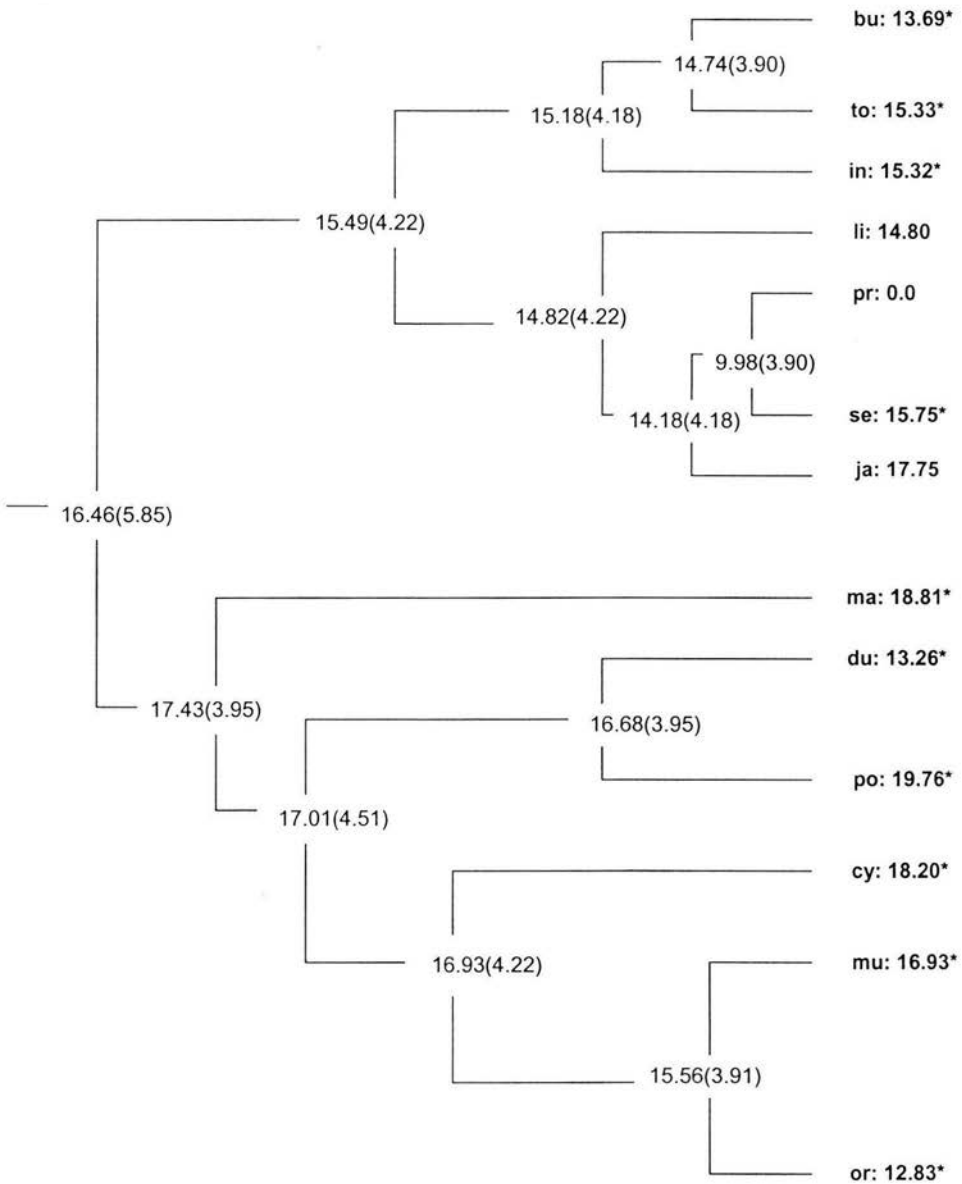 bu: 13.69*
14.74(3.90)
to: 15.33*
15.18(4.18)
in: 15.32*
15.49(4.22)
li: 14.80
pr: 0.0
14.82(4.22)
9.98(3.90)
se: 15.75*
14.18(4.18)
ja: 17.75
16.46(5.85)
ma: 18.81*
du: 13.26*
17.43(3.95)
16.68(3.95)
po: 19.76*
17.01(4.51)
cy: 18.20*
16.93(4.22)
mu: 16.93*
15.56(3.91)
or: 12.83*